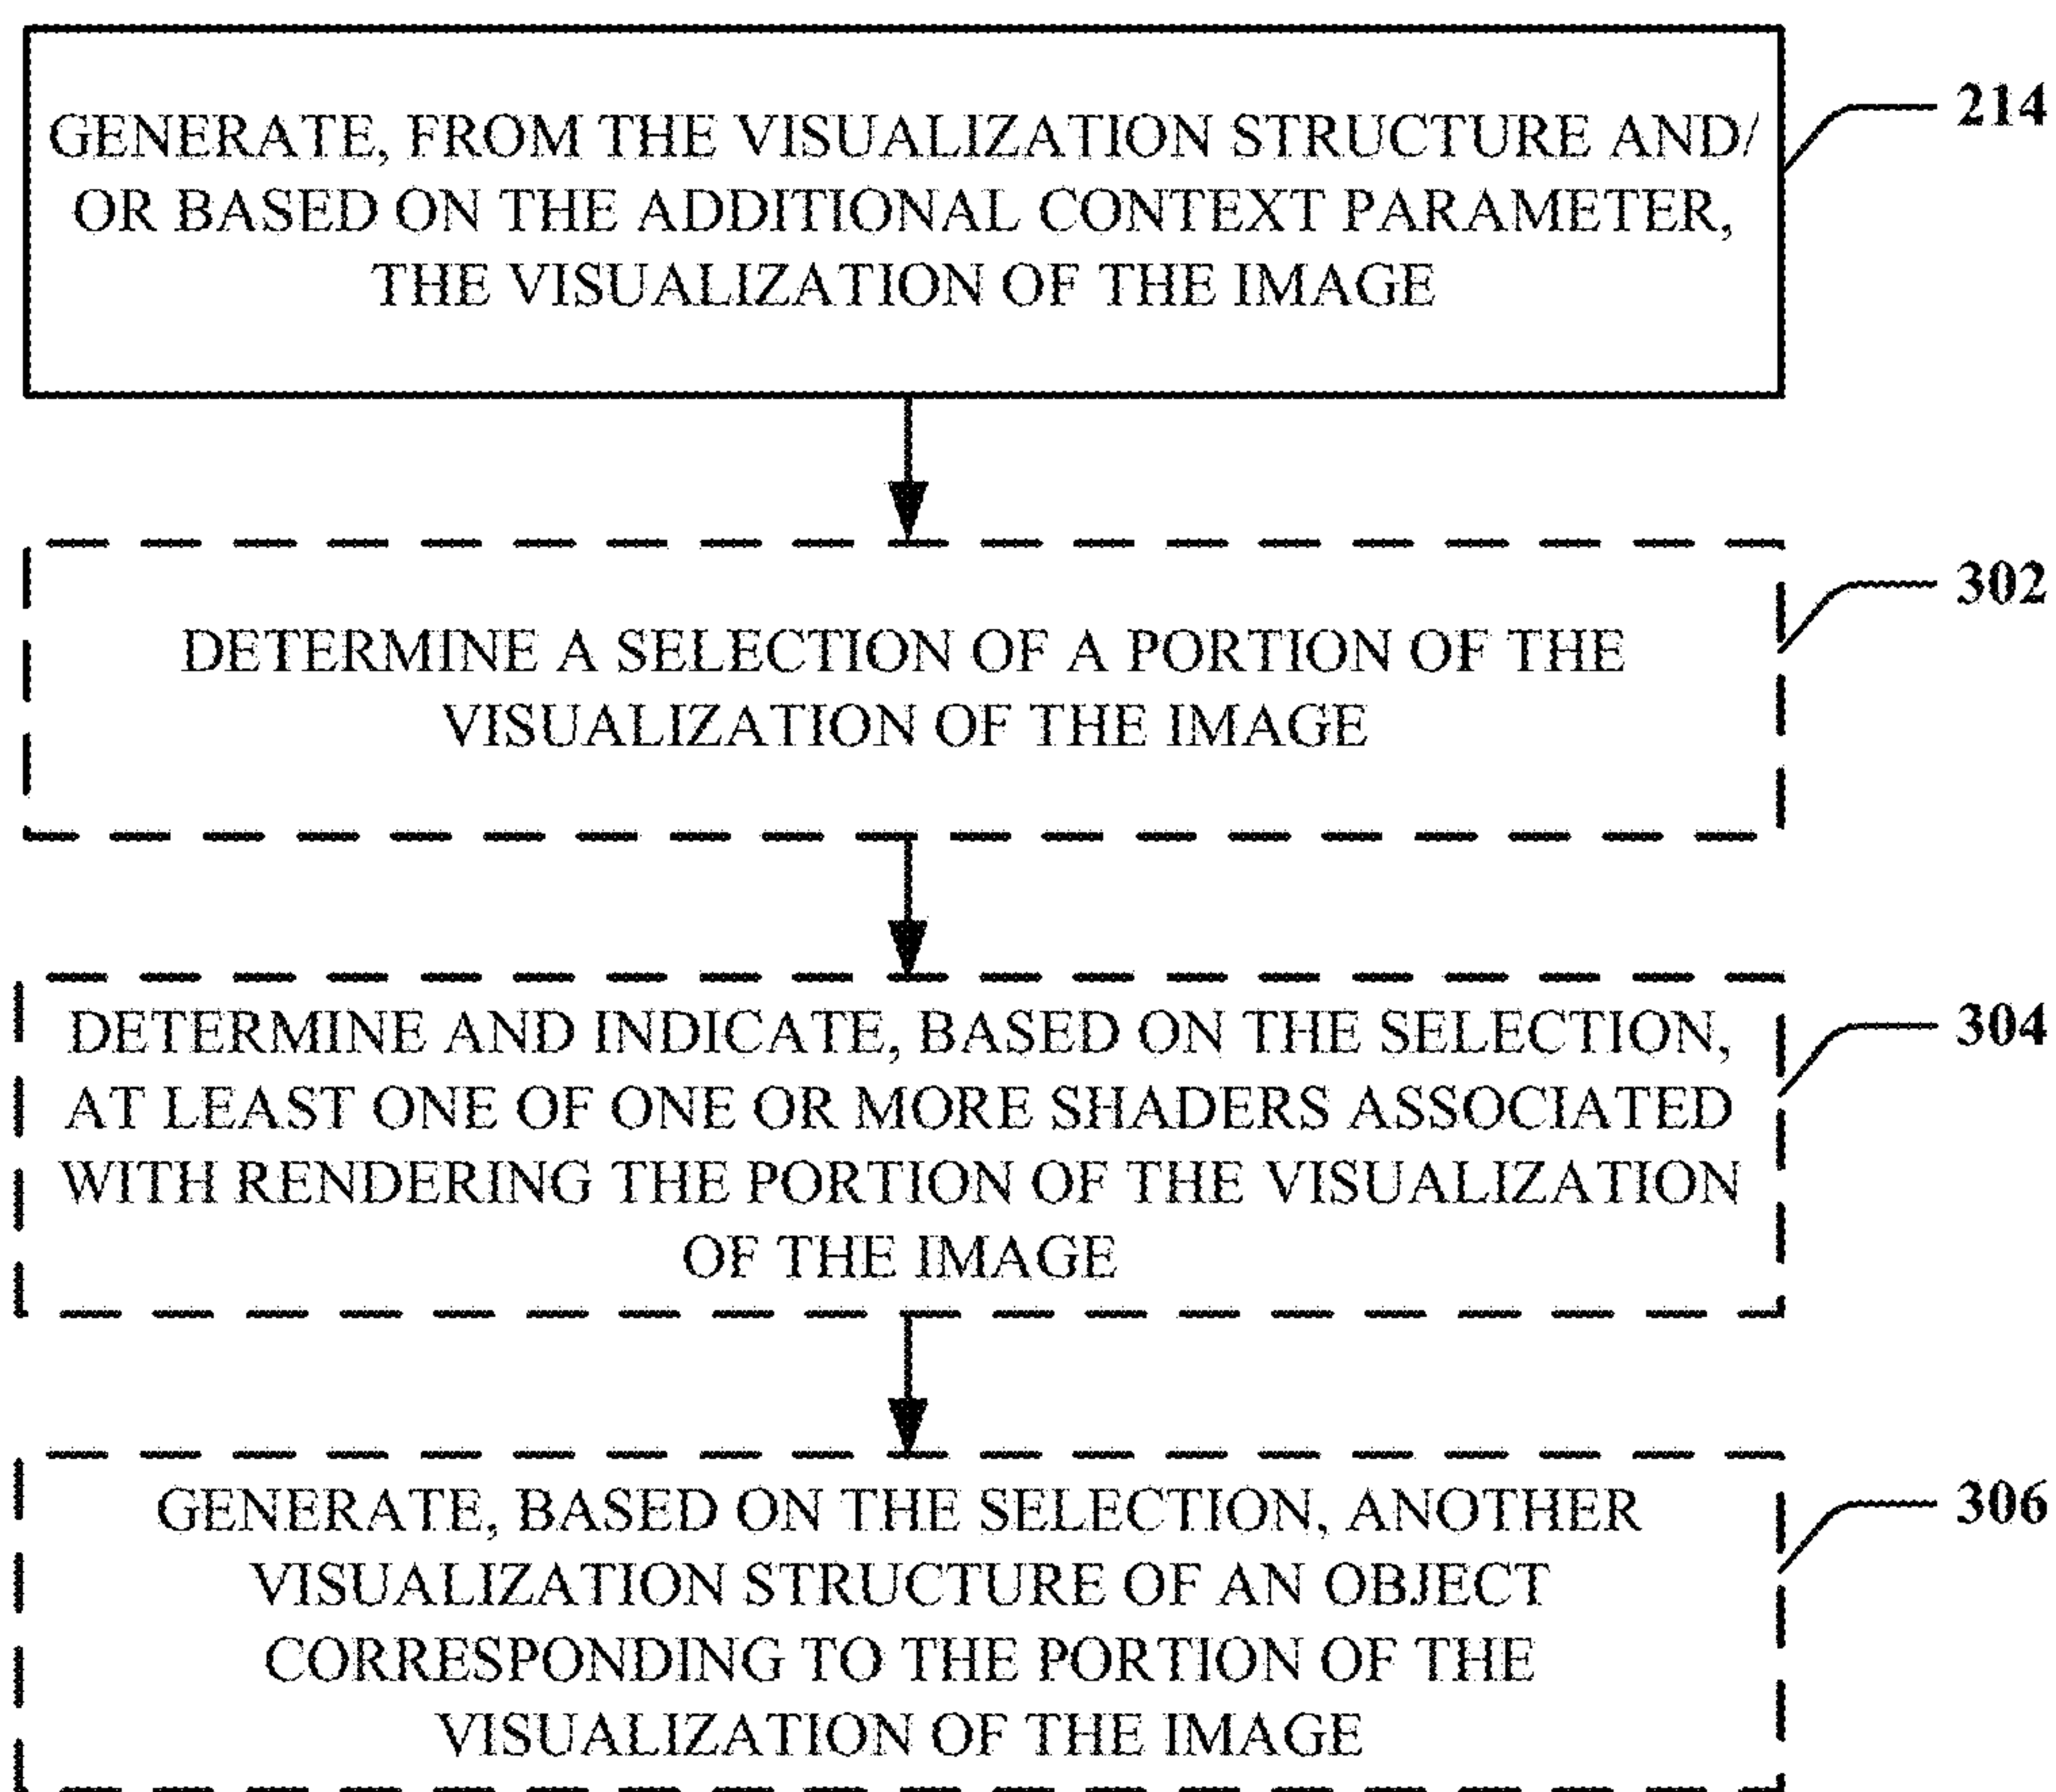 GENERATE, FROM THE VISUALIZATION STRUCTURE AND/
OR BASED ON THE ADDITIONAL CONTEXT PARAMETER,
THE VISUALIZATION OF THE IMAGE
214
DETERMINE A SELECTION OF A PORTION OF THE
VISUALIZATION OF THE IMAGE
302
DETERMINE AND INDICATE, BASED ON THE SELECTION,
AT LEAST ONE OF ONE OR MORE SHADERS ASSOCIATED
WITH RENDERING THE PORTION OF THE VISUALIZATION
OF THE IMAGE
304
GENERATE, BASED ON THE SELECTION, ANOTHER
VISUALIZATION STRUCTURE OF AN OBJECT
CORRESPONDING TO THE PORTION OF THE
VISUALIZATION OF THE IMAGE
306